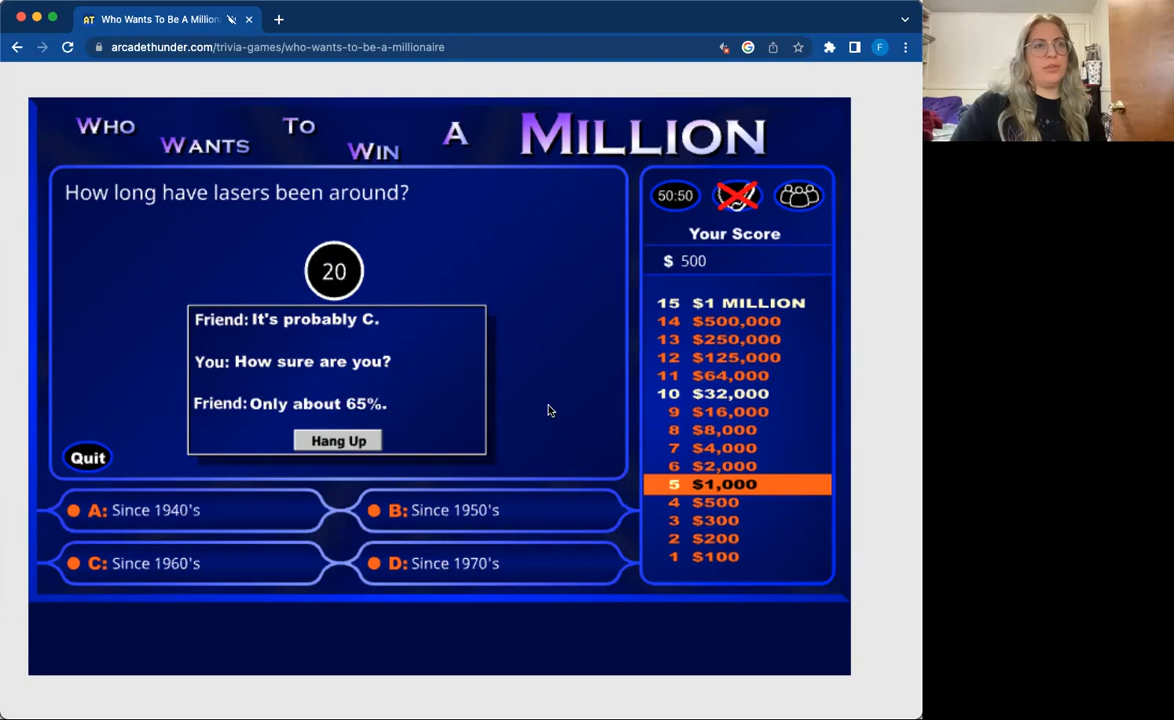 Who Wants To Be A Million
arcadethunder.com/trivia-games/who-wants-to-be-a-millionaire
F
WHO WANTS TO WIN A MILLION
How long have lasers been around?
20
Friend: It's probably C.
You: How sure are you?
Friend: Only about 65%.
Hang Up
Quit
A: Since 1940's
B: Since 1950's
C: Since 1960's
D: Since 1970's
50:50
Your Score
$ 500
15 $1 MILLION
14 $500,000
13 $250,000
12 $125,000
11 $64,000
10 $32,000
9 $16,000
8 $8,000
7 $4,000
6 $2,000
5 $1,000
4 $500
3 $300
2 $200
1 $100